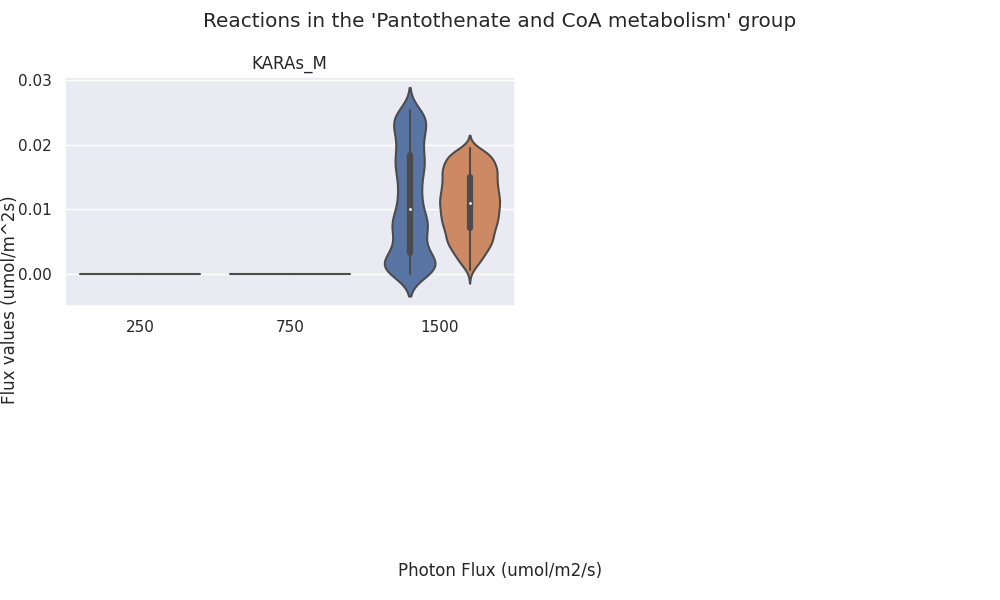 Reactions in the 'Pantothenate and CoA metabolism' group
KARAs_M
0.03
0.02
0.01
0.00
250
750
1500
Flux values (umol/m^2s)
Photon Flux (umol/m2/s)